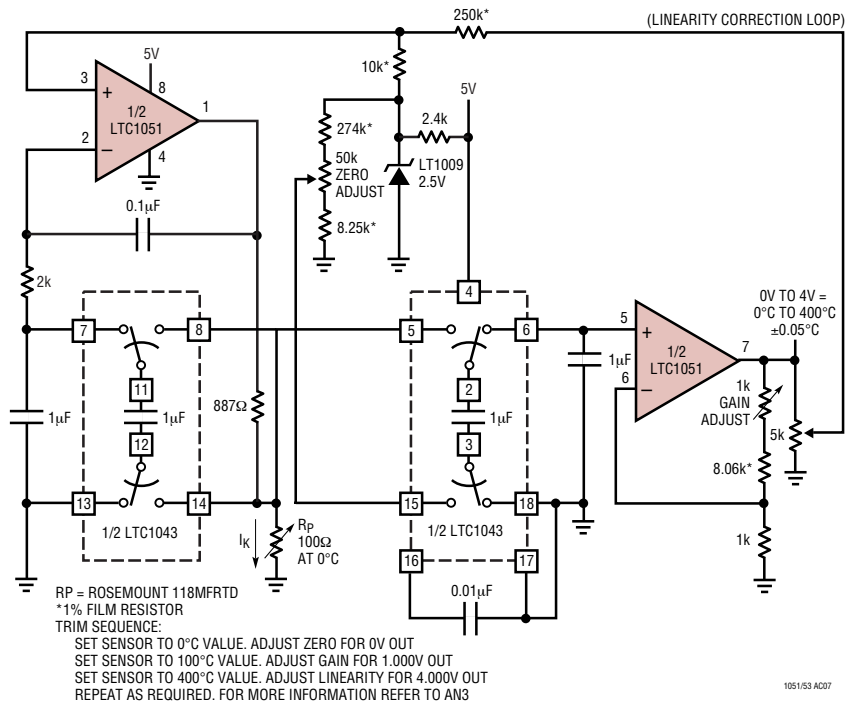 250k*
(LINEARITY CORRECTION LOOP)
5V
10k*
3
8
+
1/2
LTC1051
1
2
–
4
5V
274k*
2.4k
50k
ZERO
ADJUST
LT1009
2.5V
0.1µF
8.25k*
2k
4
0V TO 4V =
0°C TO 400°C
±0.05°C
7
8
5
6
5
+
1/2
LTC1051
7
6
–
11
2
1µF
1µF
12
887Ω
1µF
3
1µF
1k
GAIN
ADJUST
5k
8.06k*
13
14
15
18
1/2 LTC1043
IK
RP
100Ω
AT 0°C
1/2 LTC1043
1k
16
17
0.01µF
RP = ROSEMOUNT 118MFRTD
*1% FILM RESISTOR
TRIM SEQUENCE:
SET SENSOR TO 0°C VALUE. ADJUST ZERO FOR 0V OUT
SET SENSOR TO 100°C VALUE. ADJUST GAIN FOR 1.000V OUT
SET SENSOR TO 400°C VALUE. ADJUST LINEARITY FOR 4.000V OUT
REPEAT AS REQUIRED. FOR MORE INFORMATION REFER TO AN3
1051/53 AC07